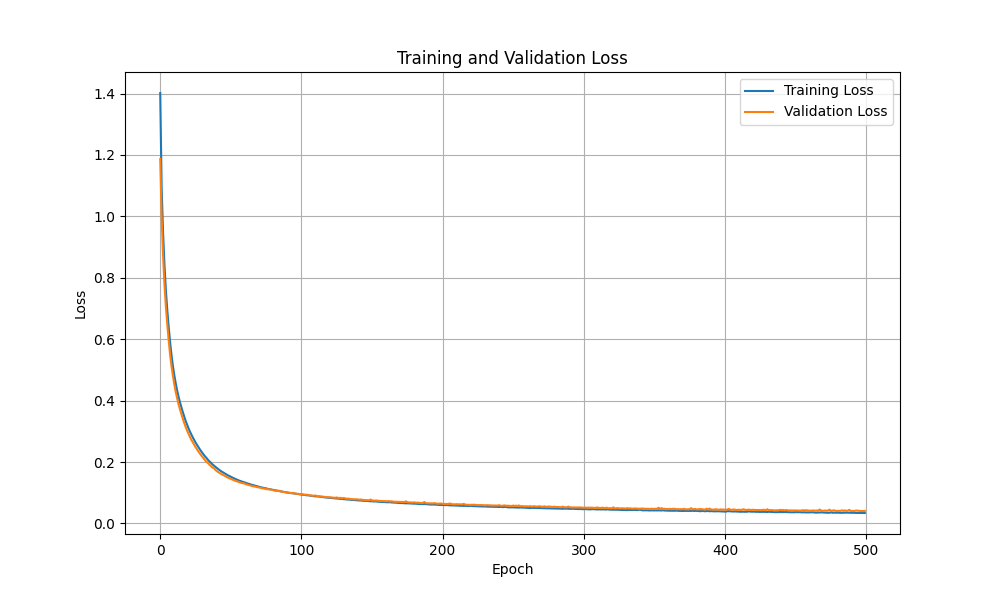 Training and Validation Loss
Training Loss
Validation Loss
1.4
1.2
1.0
0.8
0.6
0.4
0.2
0.0
Loss
0 100 200 300 400 500
Epoch